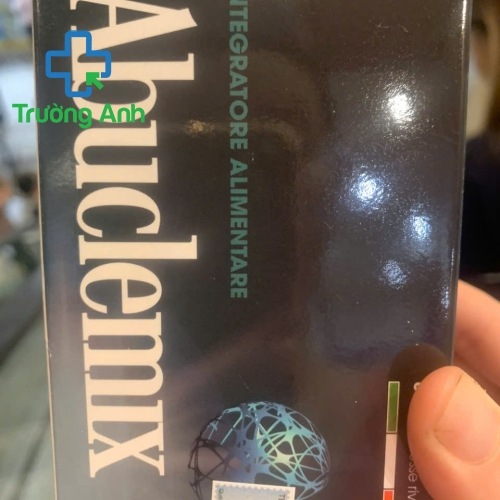 Trường Anh
Abuclemix
INTEGRATORE ALIMENTARE